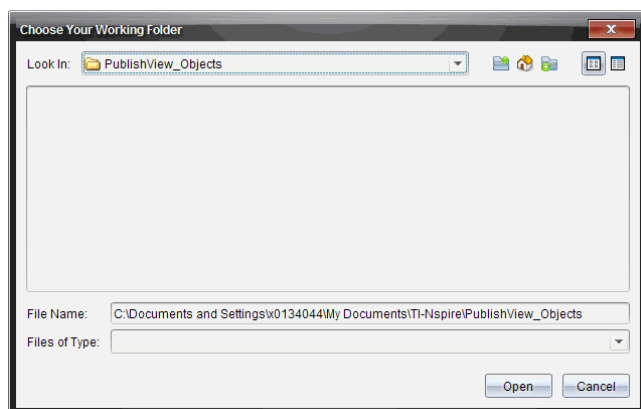 Choose Your Working Folder
Look In: PublishView_Objects
File Name: C:\Documents and Settings\x0134044\My Documents\TI-Nspire\PublishView_Objects
Files of Type:
Open Cancel